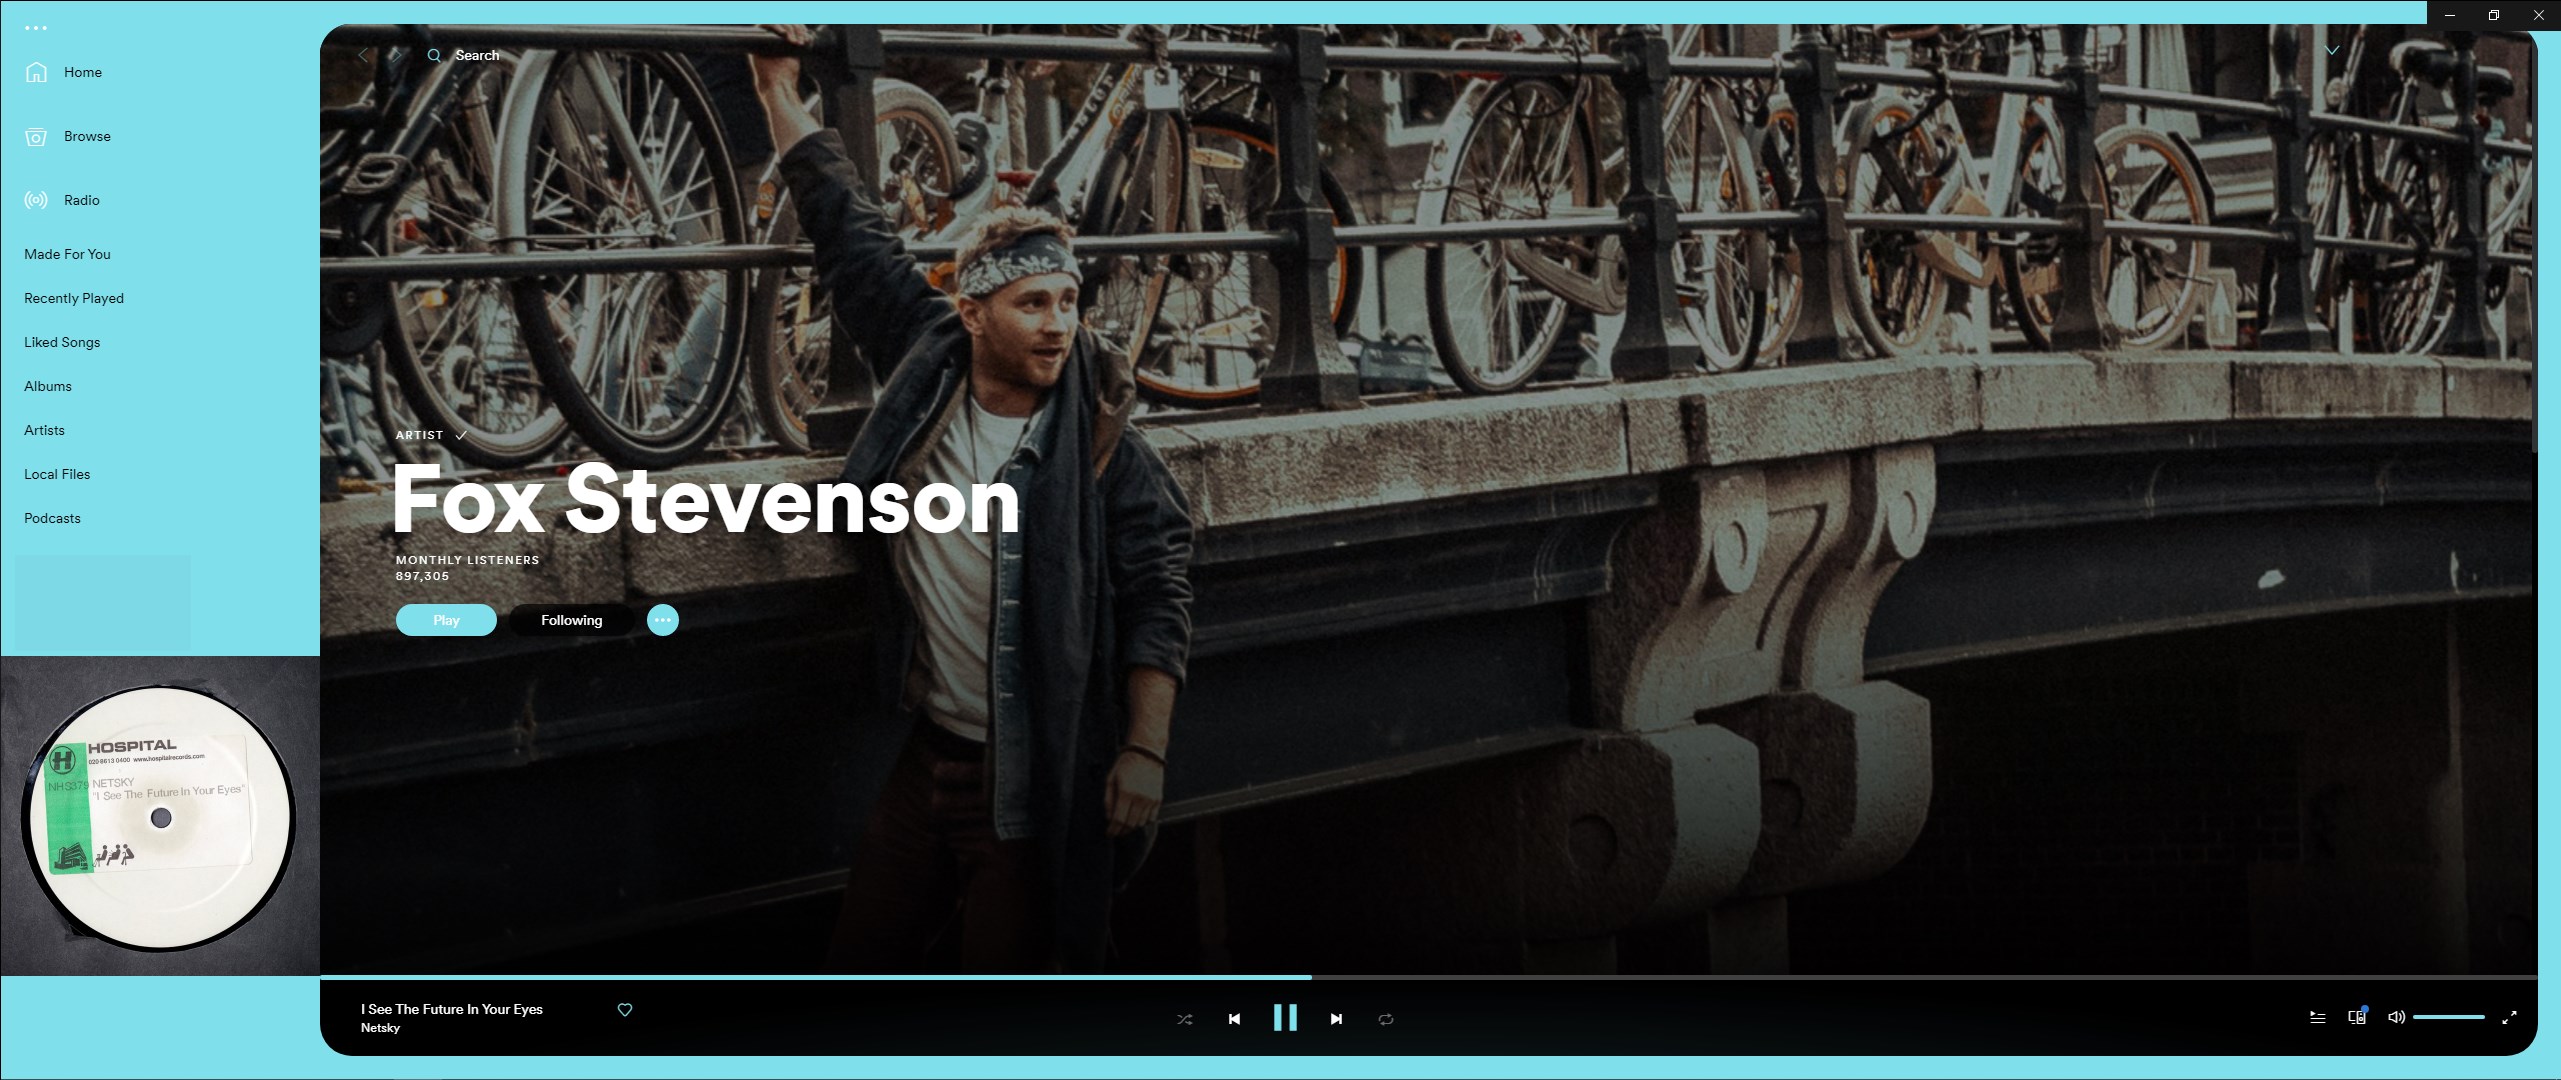 Search
Home
Browse
Radio
Made For You
Recently Played
Liked Songs
Albums
Artists
Local Files
Podcasts
ARTIST
Fox Stevenson
MONTHLY LISTENERS
897,305
Play
Following
HOSPITAL
020 8613 0400 www.hospitalrecords.com
NHS379 NETSKY
"I See The Future In Your Eyes"
I See The Future In Your Eyes
Netsky